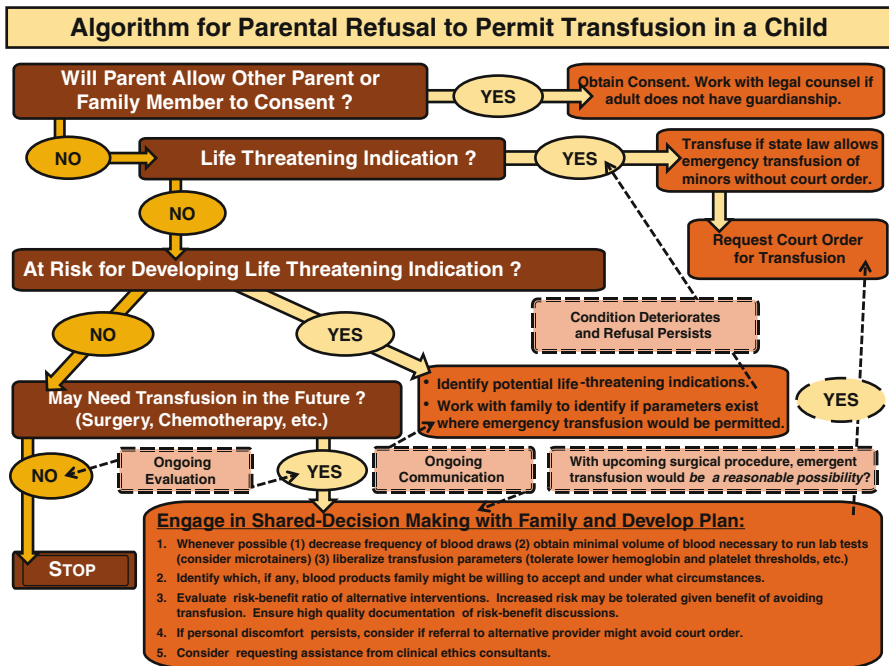 Algorithm for Parental Refusal to Permit Transfusion in a Child
Will Parent Allow Other Parent or
Family Member to Consent ?
YES
Obtain Consent. Work with legal counsel if
adult does not have guardianship.
NO
Life Threatening Indication ?
YES
Transfuse if state law allows
emergency transfusion of
minors without court order.
NO
Request Court Order
for Transfusion
At Risk for Developing Life Threatening Indication ?
NO
YES
Condition Deteriorates
and Refusal Persists
• Identify potential life-threatening indications.
• Work with family to identify if parameters exist
where emergency transfusion would be permitted.
YES
May Need Transfusion in the Future ?
(Surgery, Chemotherapy, etc.)
NO
Ongoing
Evaluation
YES
Ongoing
Communication
With upcoming surgical procedure, emergent
transfusion would be a reasonable possibility?
STOP
Engage in Shared-Decision Making with Family and Develop Plan:
1. Whenever possible (1) decrease frequency of blood draws (2) obtain minimal volume of blood necessary to run lab tests
(consider microtainers) (3) liberalize transfusion parameters (tolerate lower hemoglobin and platelet thresholds, etc.)
2. Identify which, if any, blood products family might be willing to accept and under what circumstances.
3. Evaluate risk-benefit ratio of alternative interventions. Increased risk may be tolerated given benefit of avoiding
transfusion. Ensure high quality documentation of risk-benefit discussions.
4. If personal discomfort persists, consider if referral to alternative provider might avoid court order.
5. Consider requesting assistance from clinical ethics consultants.